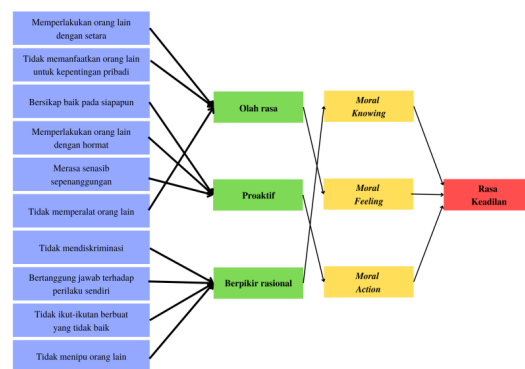 Memperlakukan orang lain
dengan setara
Tidak memanfaatkan orang lain
untuk kepentingan pribadi
Bersikap baik pada siapapun
Memperlakukan orang lain
dengan hormat
Merasa senasib
sepenanggungan
Tidak memperalat orang lain
Tidak mendiskriminasi
Bertanggung jawab terhadap
perilaku sendiri
Tidak ikut-ikutan berbuat
yang tidak baik
Tidak menipu orang lain
Olah rasa
Proaktif
Berpikir rasional
Moral
Knowing
Moral
Feeling
Moral
Action
Rasa
Keadilan